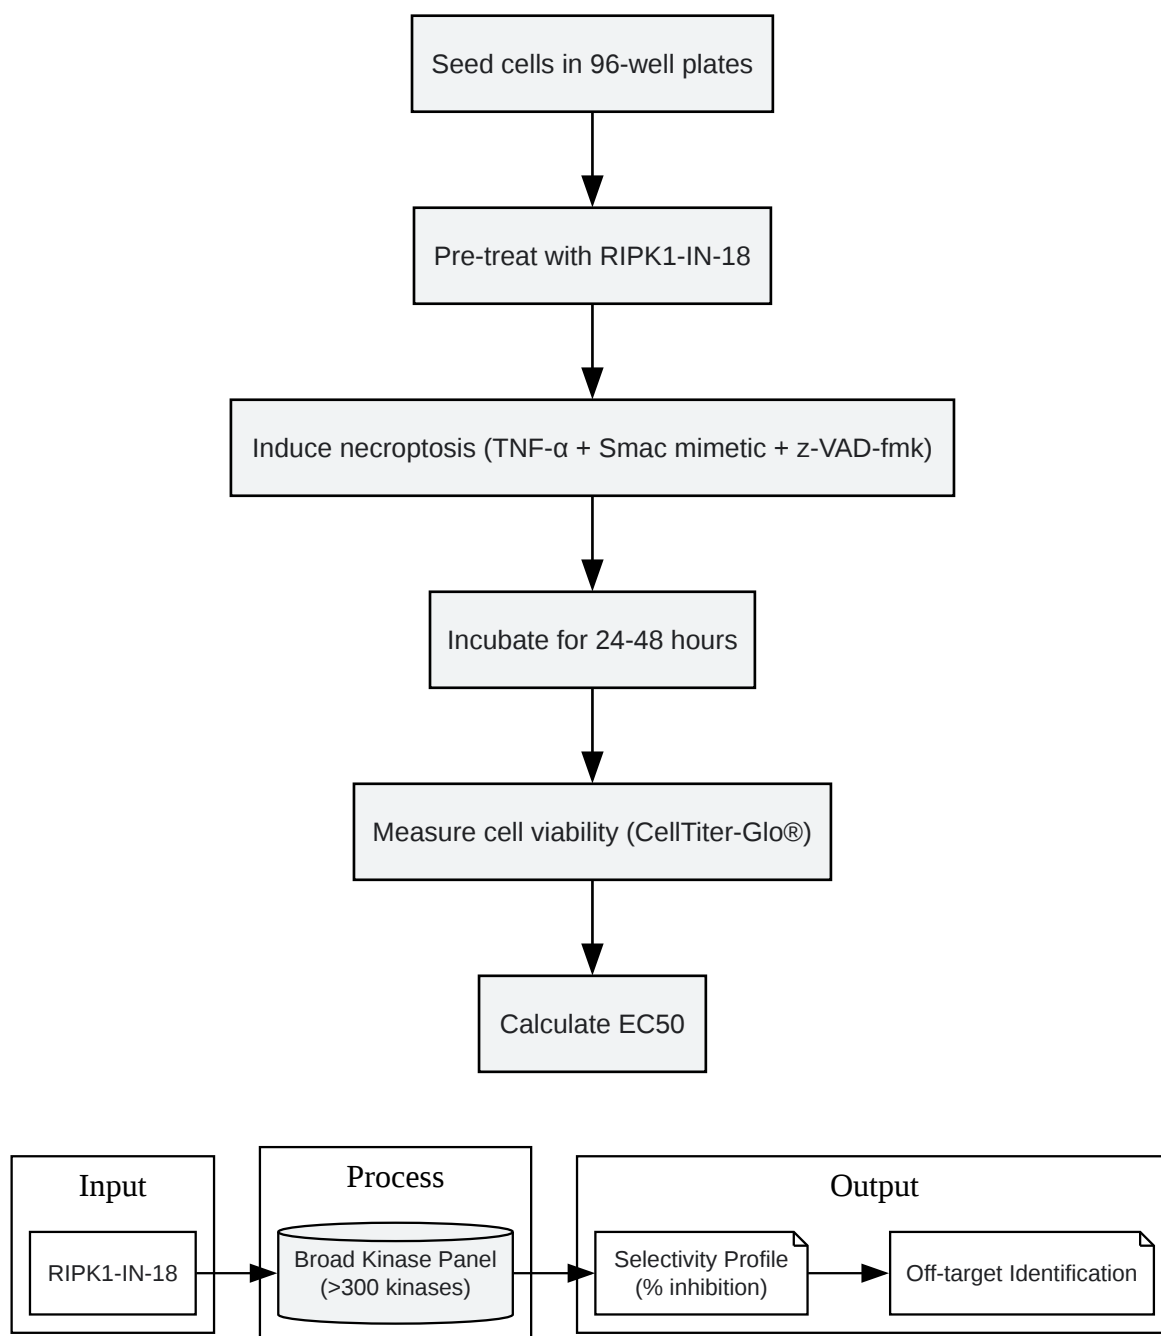 Seed cells in 96-well plates
Pre-treat with RIPK1-IN-18
Induce necroptosis (TNF-α + Smac mimetic + z-VAD-fmk)
Incubate for 24-48 hours
Measure cell viability (CellTiter-Glo®)
Calculate EC50
Input
RIPK1-IN-18
Process
Broad Kinase Panel
(>300 kinases)
Output
Selectivity Profile
(% inhibition)
Off-target Identification